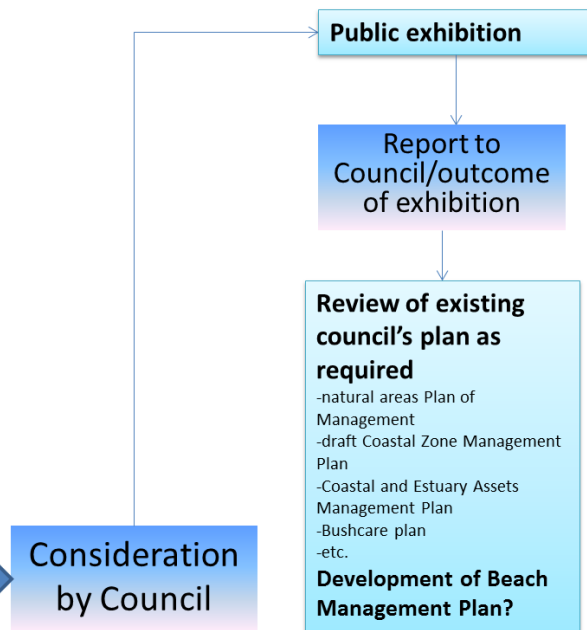 Public exhibition
Report to
Council/outcome
of exhibition
Review of existing
council's plan as
required
-natural areas Plan of
Management
-draft Coastal Zone Management
Plan
-Coastal and Estuary Assets
Management Plan
-Bushcare plan
-etc.
Development of Beach
Management Plan?
Consideration
by Council